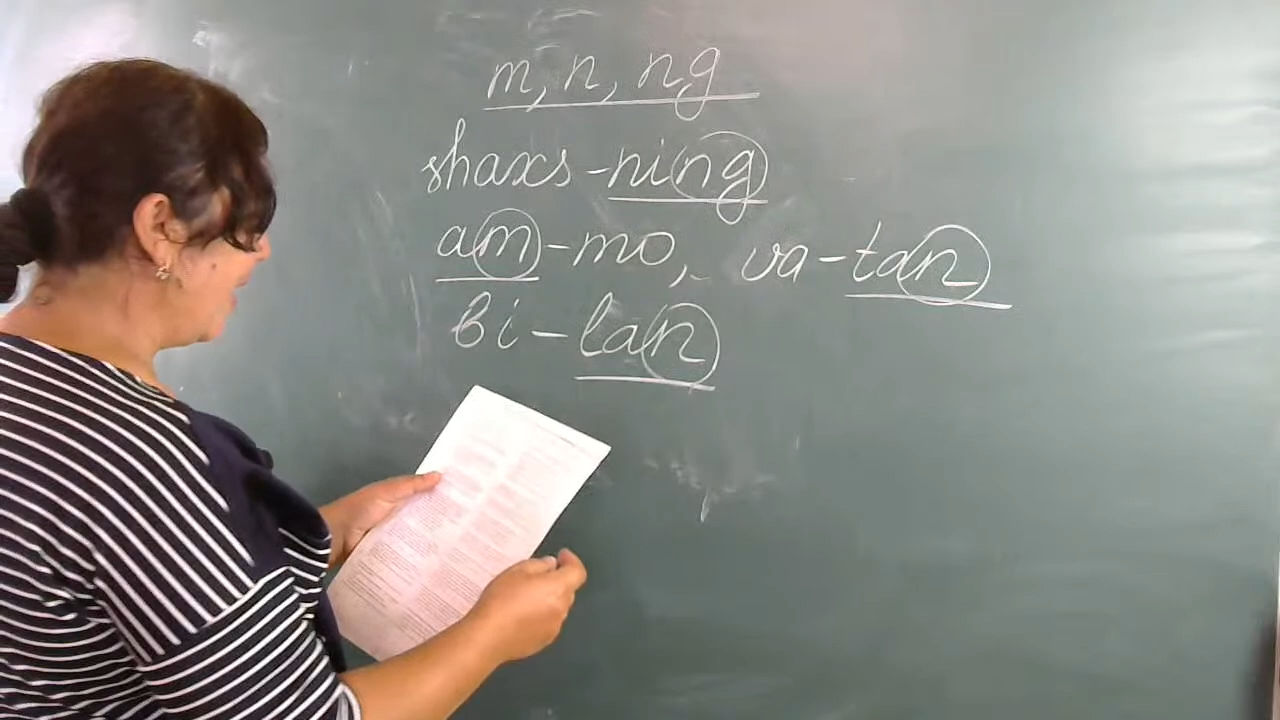 m, n, ng
shaxs-ning
am-mo, va-tan
bi-lan